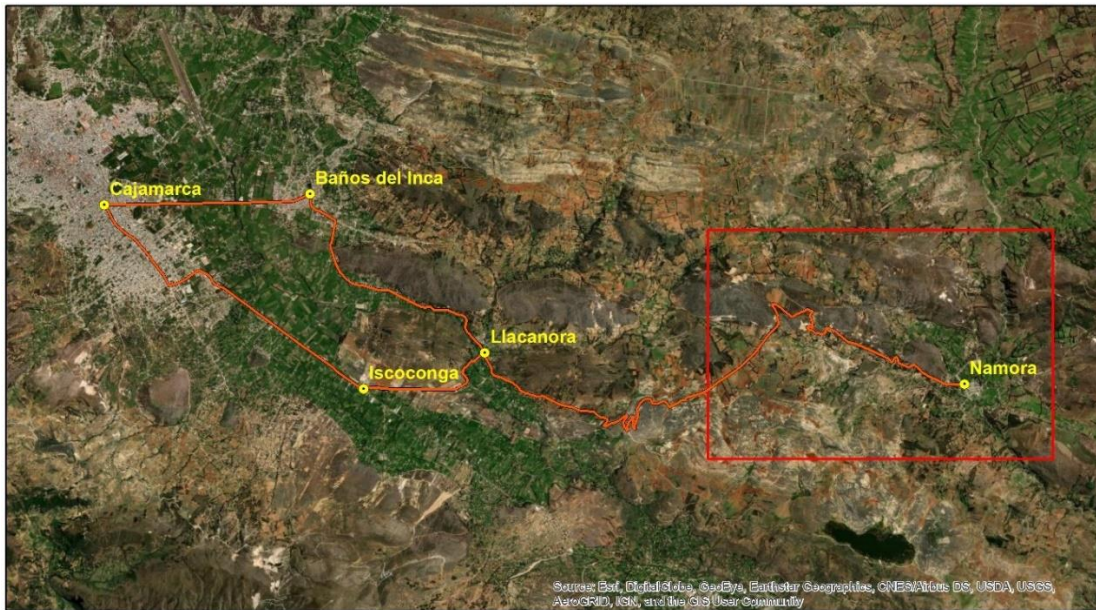 Baños del Inca
Cajamarca
Llacanora
Namora
Iscoconga
Source: Esri, DigitalGlobe, GeoEye, Earthstar Geographics, CNES/Airbus DS, USDA, USGS,
AeroGRID, IGN, and the GIS User Community